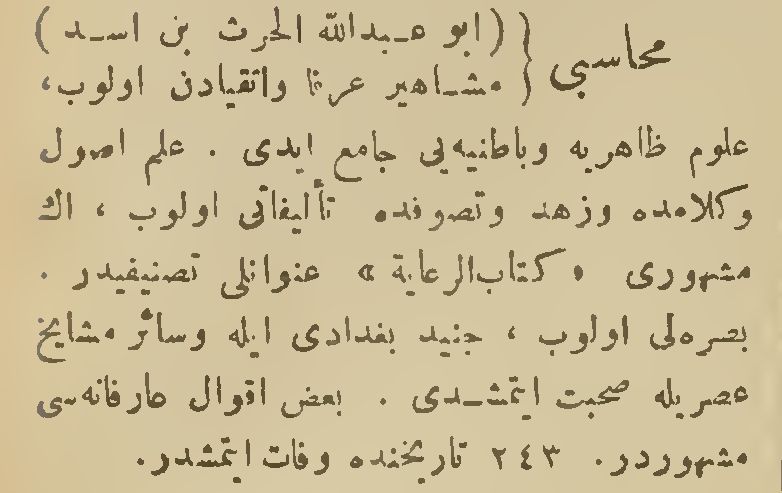 محاسبی { (ابو عبدالله الحرث بن اسد)
مشاهیر عرفا واتقیادن اولوب،
علوم ظاهریه وباطنیه‌یی جامع ایدی . علم اصول
وکلامده وزهد وتصوفده تألیفاتی اولوب ، اڭ
مشهوری «کتاب‌الرعایة» عنوانلی تصنیفیدر .
بصره‌لی اولوب ، جنید بغدادی ایله وسائر مشایخ
عصریله صحبت ایتمشدی . بعض اقوال عارفانه‌سی
مشهوردر. ٢٤٣ تاریخنده وفات ایتمشدر.